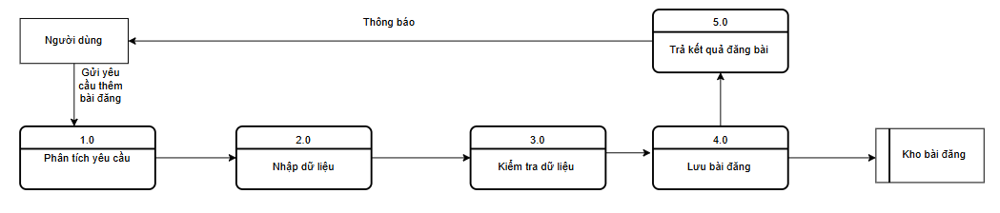 Thông báo
5.0
Người dùng
Trả kết quả đăng bài
Gửi yêu
cầu thêm
bài đăng
1.0
Phân tích yêu cầu
2.0
Nhập dữ liệu
3.0
Kiểm tra dữ liệu
4.0
Lưu bài đăng
Kho bài đăng